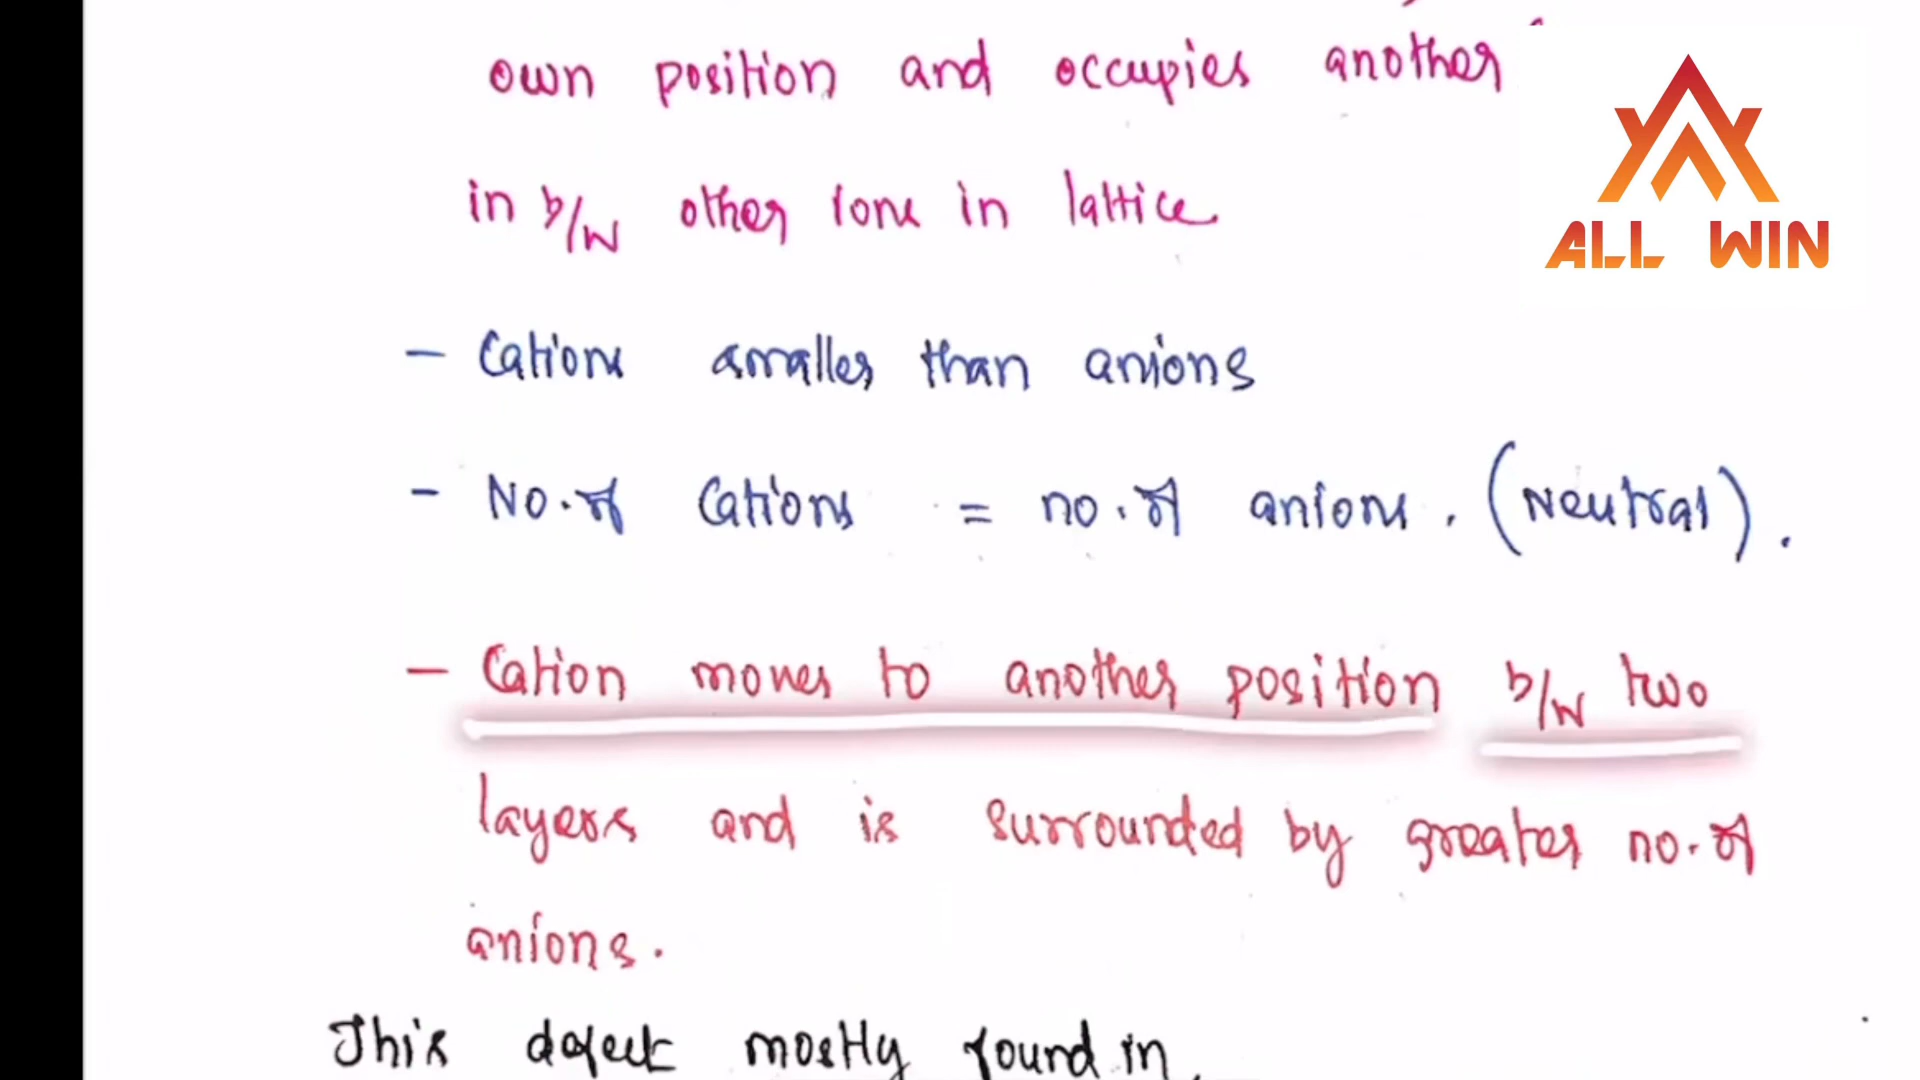 own position and occupies another
in b/w other ions in lattice
ALL WIN
- Cations smaller than anions
- No. of Cations = no. of anions. (Neutral).
- Cation moves to another position b/w two
layers and is surrounded by greater no. of
anions.
This defect mostly found in